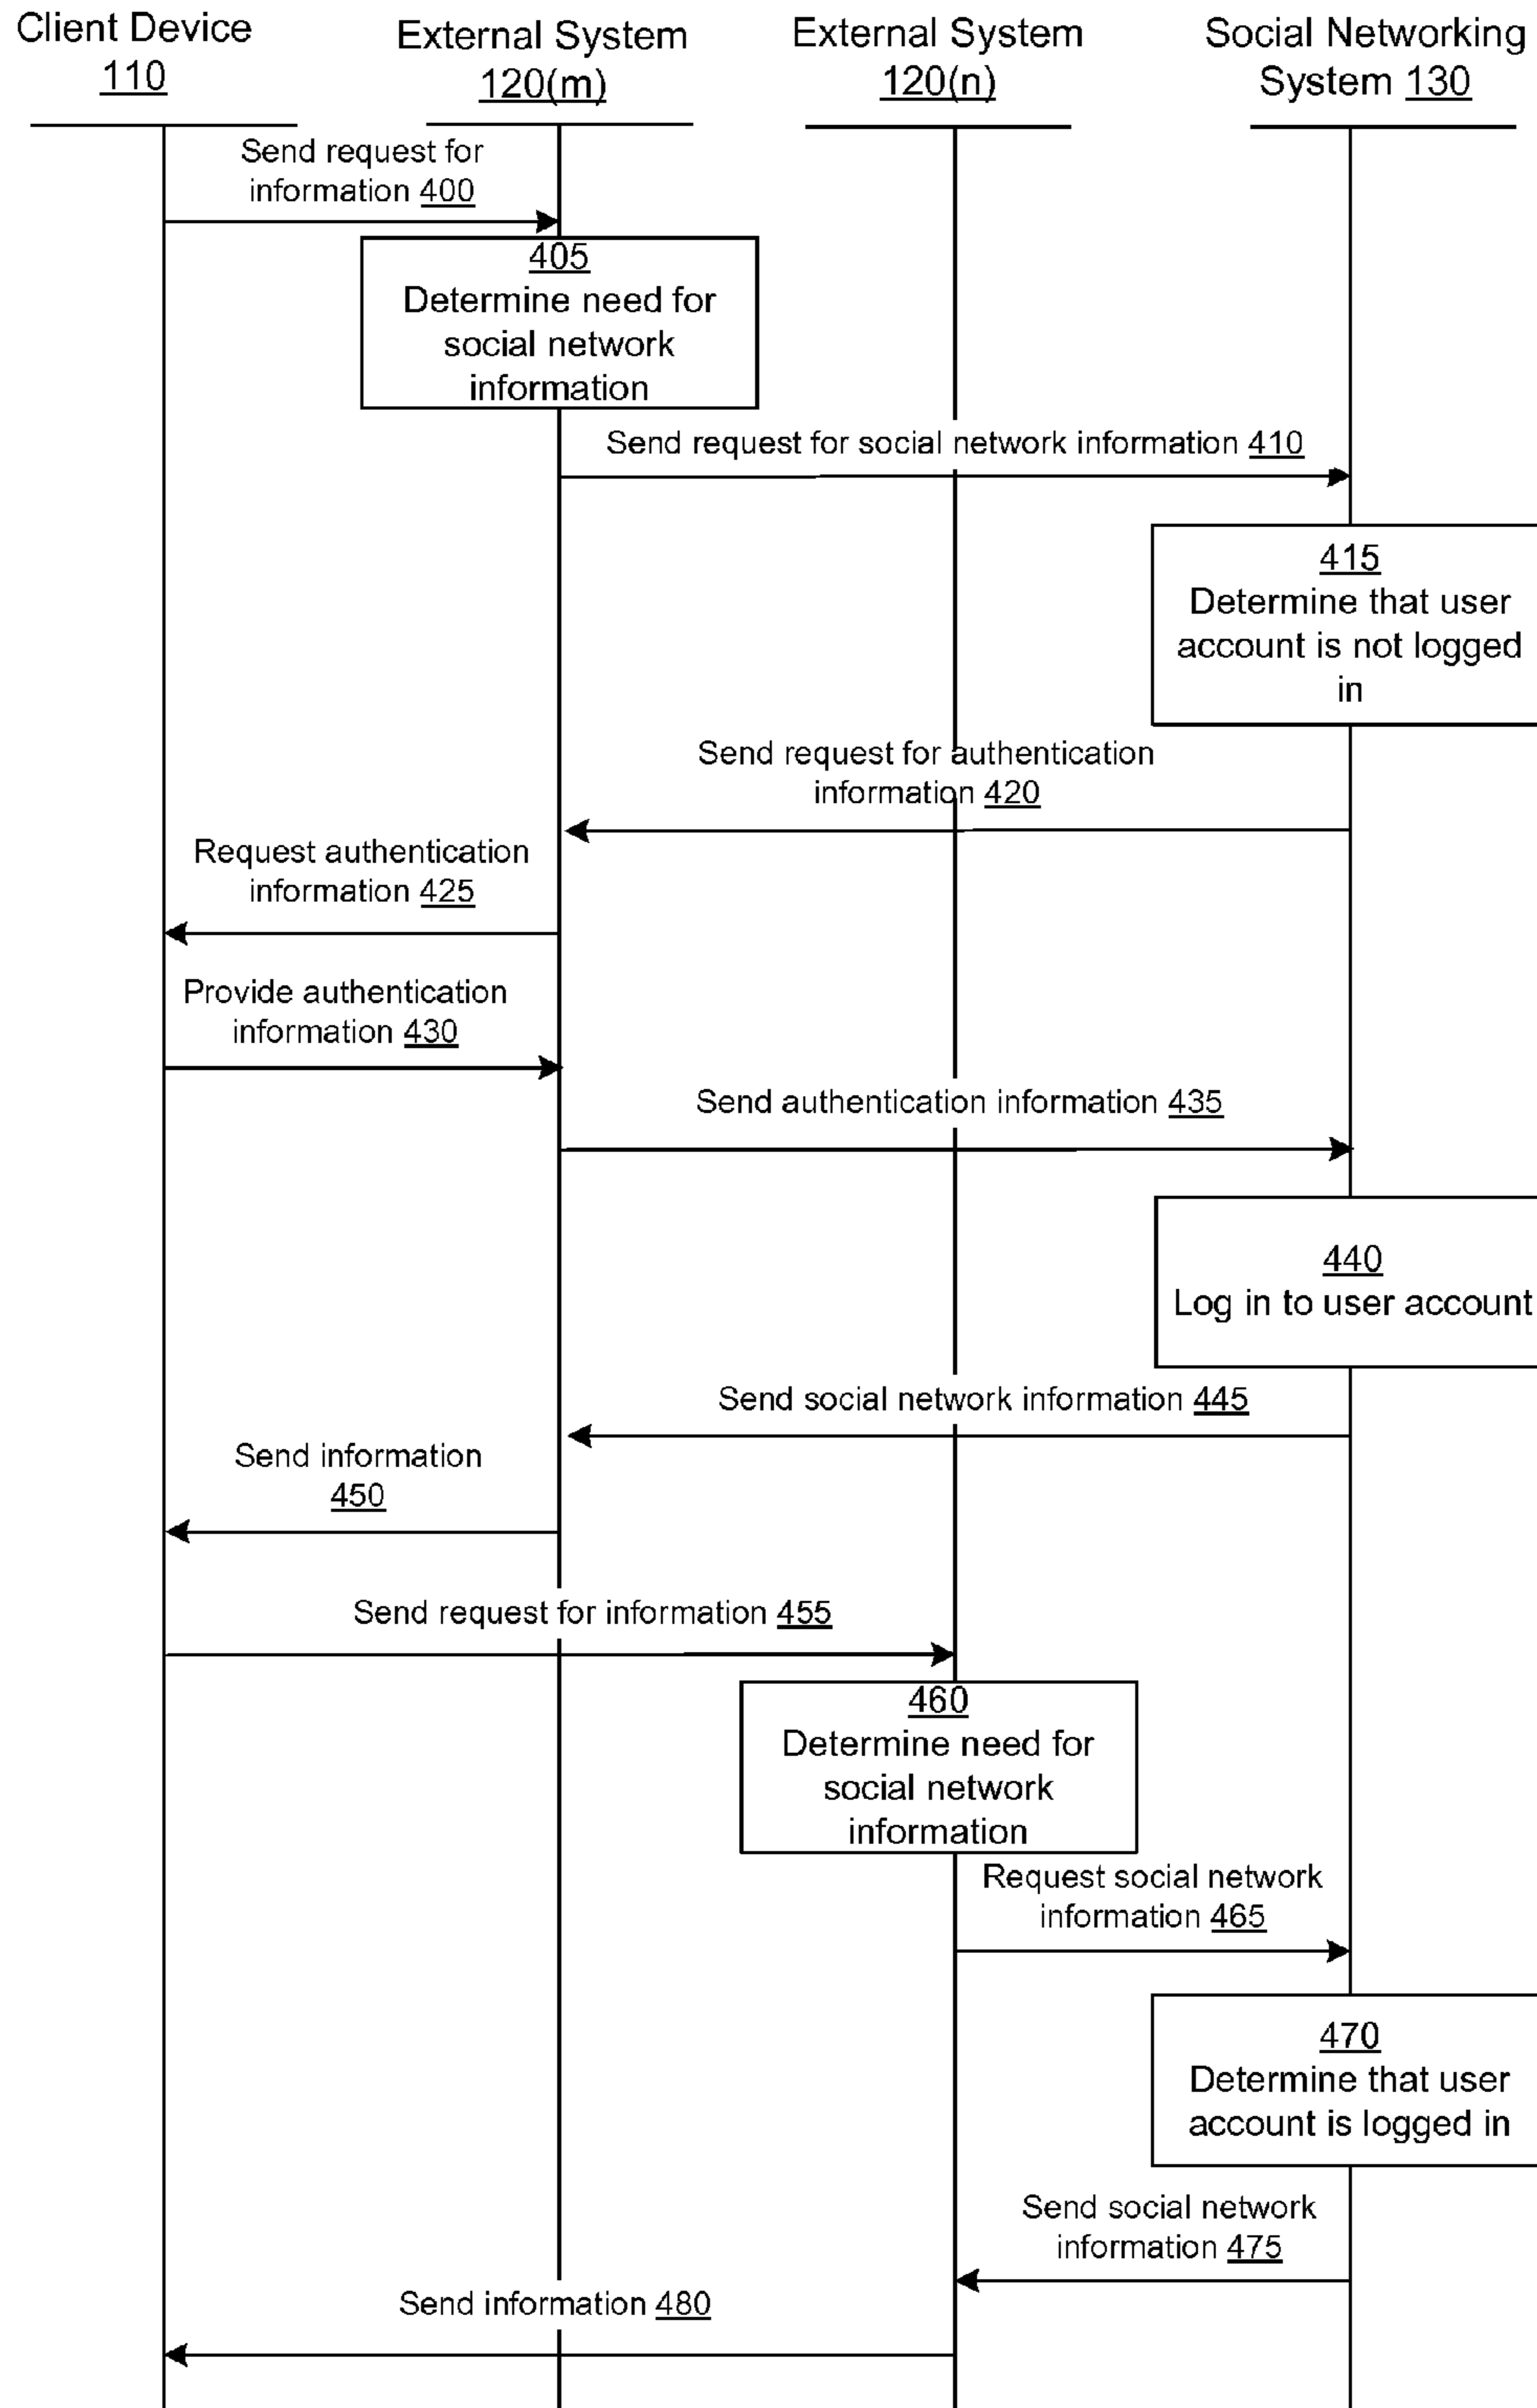 Client Device
110
External System
120(m)
External System
120(n)
Social Networking
System 130
Send request for
information 400
405
Determine need for
social network
information
Send request for social network information 410
415
Determine that user
account is not logged
in
Send request for authentication
information 420
Request authentication
information 425
Provide authentication
information 430
Send authentication information 435
440
Log in to user account
Send social network information 445
Send information
450
Send request for information 455
460
Determine need for
social network
information
Request social network
information 465
470
Determine that user
account is logged in
Send social network
information 475
Send information 480